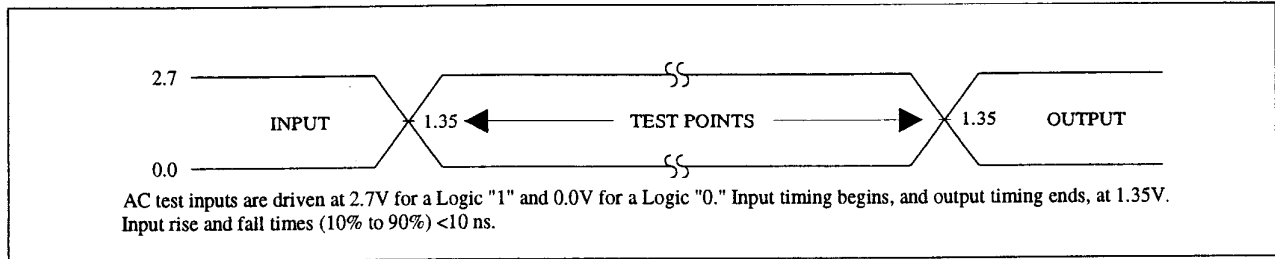 2.7
INPUT 1.35 TEST POINTS 1.35 OUTPUT
0.0
AC test inputs are driven at 2.7V for a Logic "1" and 0.0V for a Logic "0." Input timing begins, and output timing ends, at 1.35V.
Input rise and fall times (10% to 90%) <10 ns.